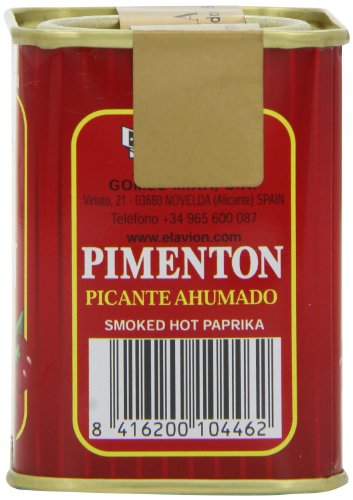 Viriato, 21 - 03660 NOVELDA (Alicante) SPAIN
Teléfono +34 965 600 087
www.elavion.com
PIMENTON
PICANTE AHUMADO
SMOKED HOT PAPRIKA
8 416200 104462